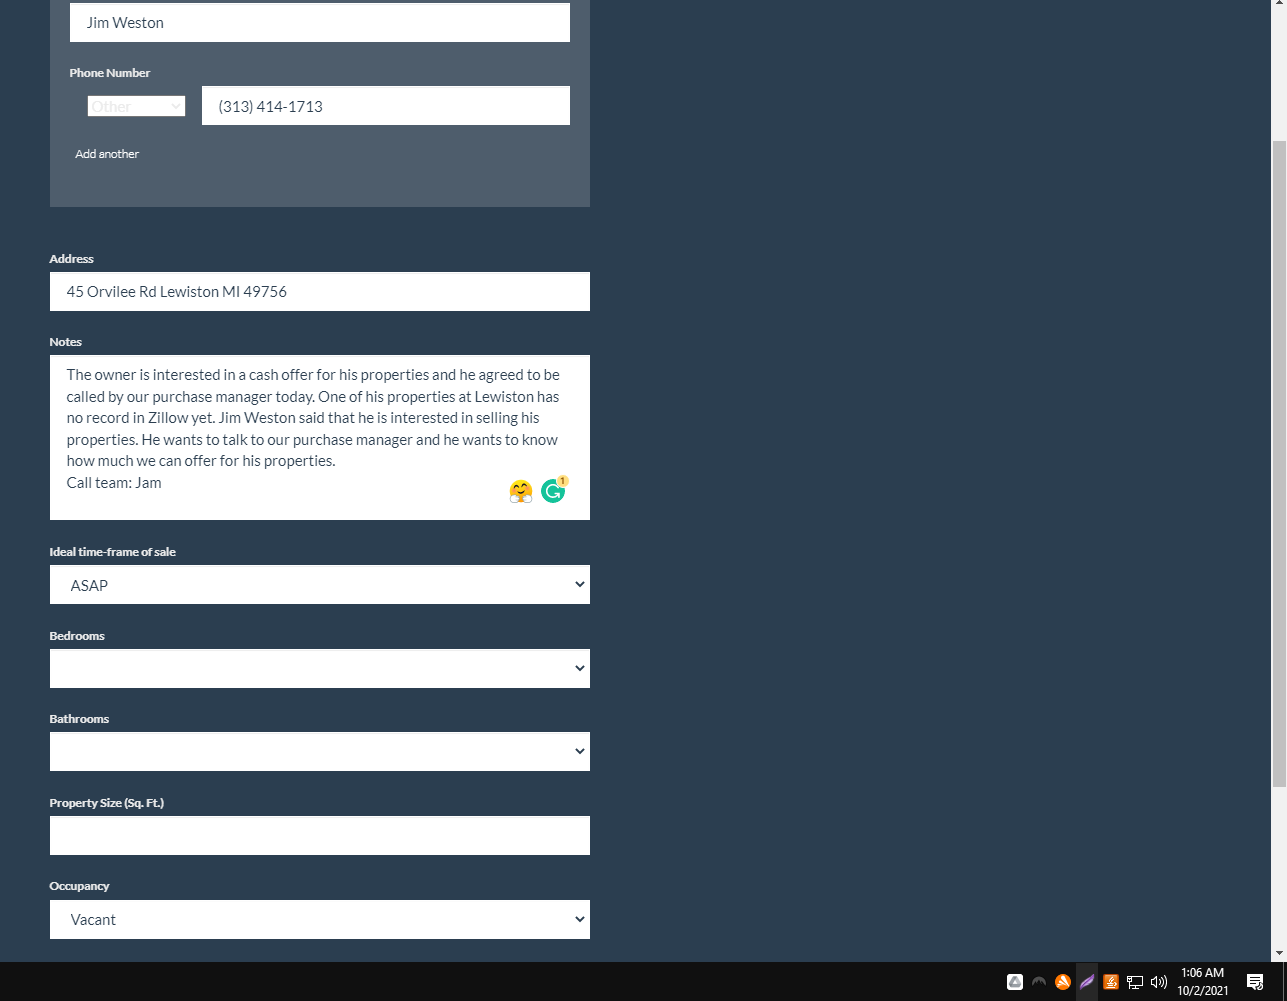 Jim Weston
Phone Number
Other
(313) 414-1713
Add another
Address
45 Orvilee Rd Lewiston MI 49756
Notes
The owner is interested in a cash offer for his properties and he agreed to be
called by our purchase manager today. One of his properties at Lewiston has
no record in Zillow yet. Jim Weston said that he is interested in selling his
properties. He wants to talk to our purchase manager and he wants to know
how much we can offer for his properties.
Call team: Jam
1
Ideal time-frame of sale
ASAP
Bedrooms
Bathrooms
Property Size (Sq. Ft.)
Occupancy
Vacant
1:06 AM
10/2/2021